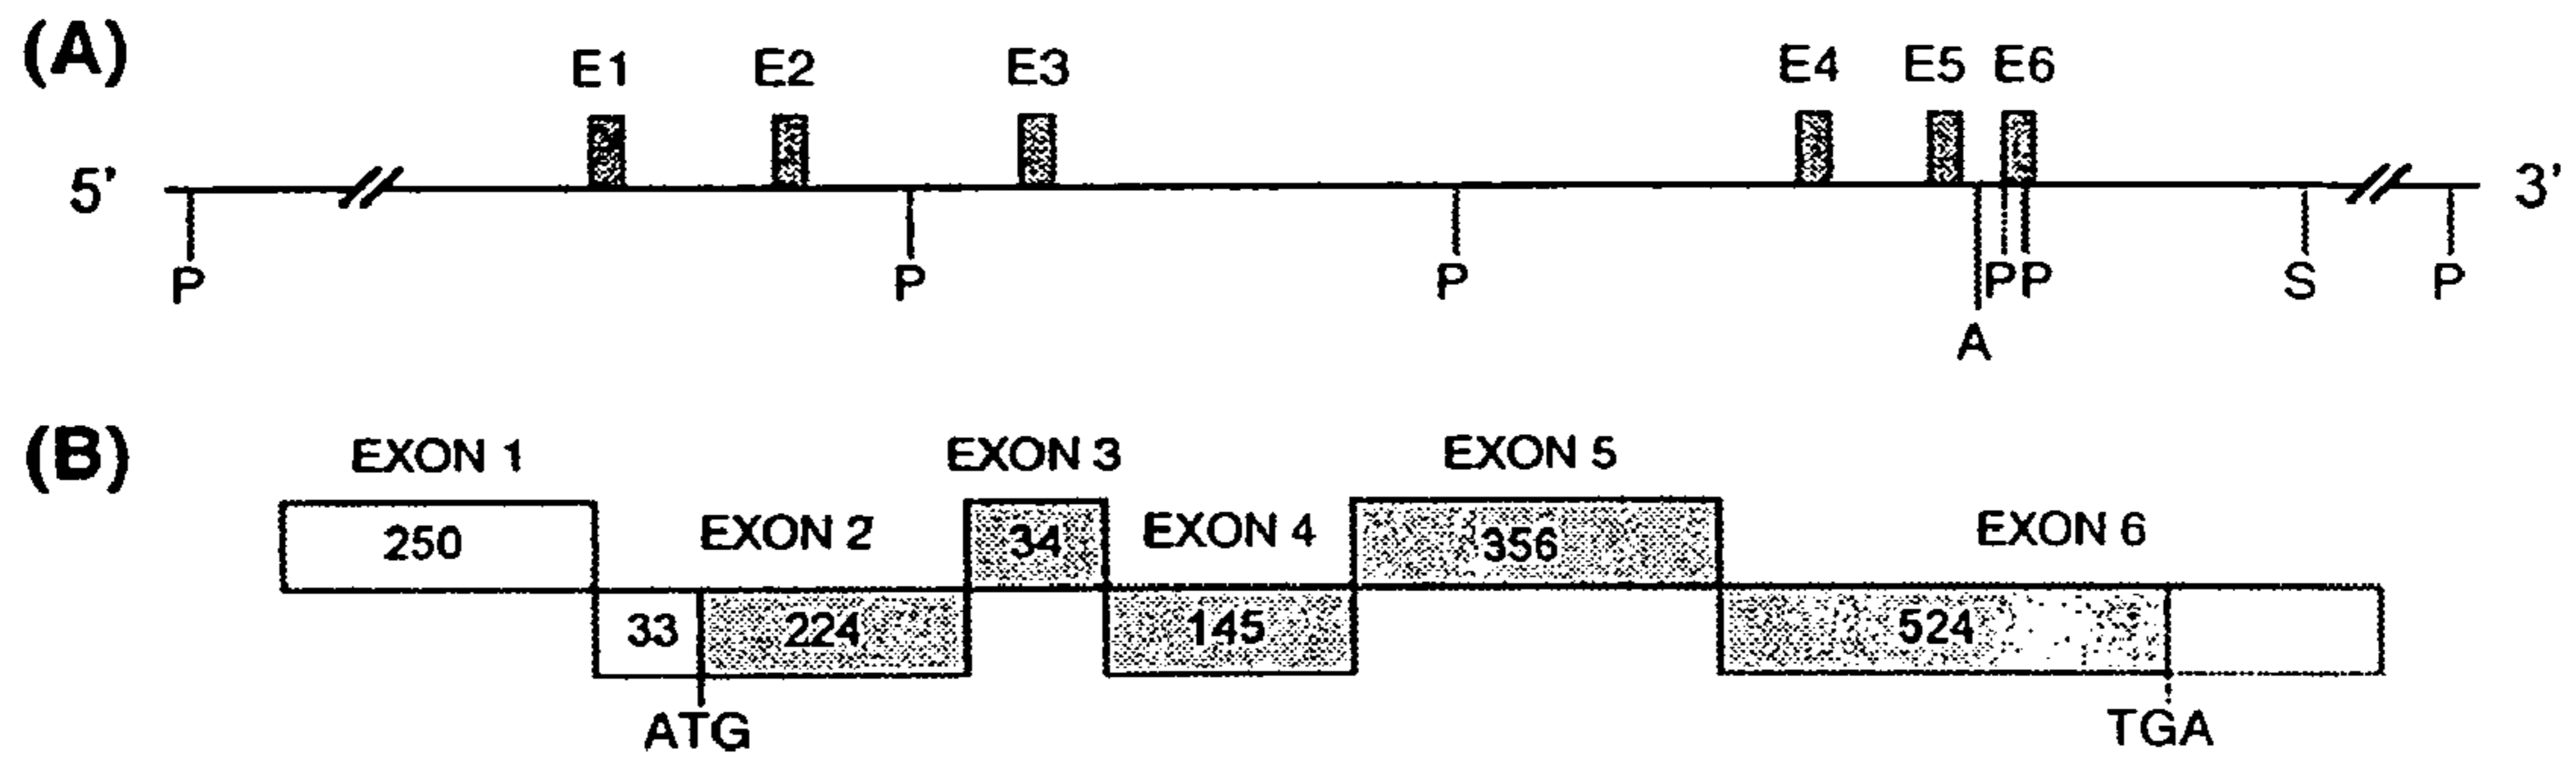 (A)
E1 E2 E3 E4 E5 E6
5' 3'
P P P P P S P
A
(B)
EXON 1 EXON 2 EXON 3 EXON 4 EXON 5 EXON 6
250 34 356
33 224 145 524
ATG TGA